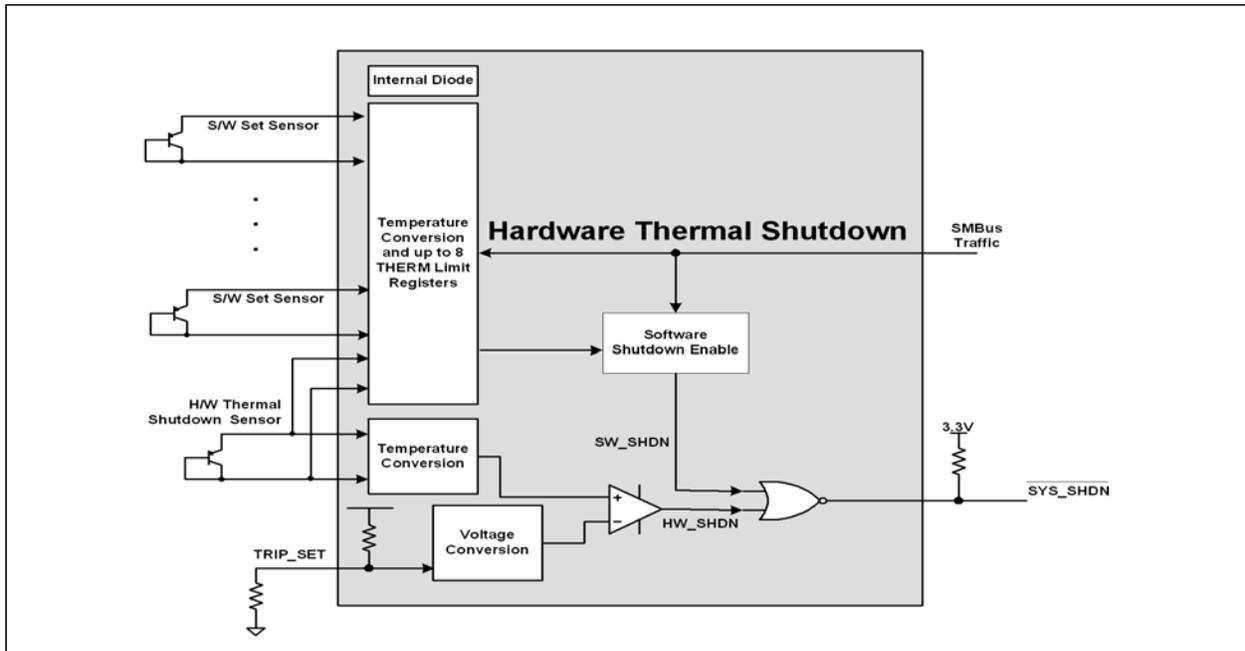 Internal Diode
S/W Set Sensor
Temperature
Conversion
and up to 8
THERM Limit
Registers
Hardware Thermal Shutdown
SMBus
Traffic
S/W Set Sensor
Software
Shutdown Enable
H/W Thermal
Shutdown Sensor
Temperature
Conversion
SW_SHDN
3.3V
SYS_SHDN
+
−
HW_SHDN
Voltage
Conversion
TRIP_SET